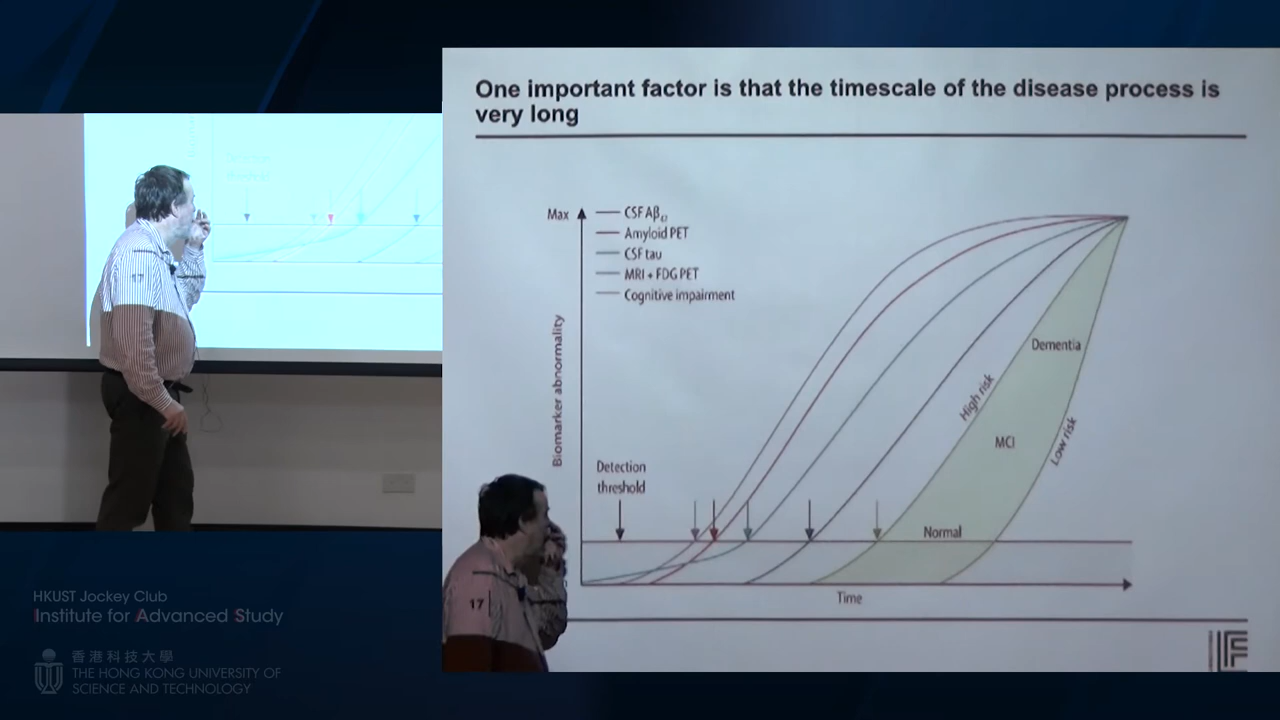 One important factor is that the timescale of the disease process is
very long
Max
CSF Aβ42
Amyloid PET
CSF tau
MRI + FDG PET
Cognitive impairment
Biomarker abnormality
Detection
threshold
High risk
Dementia
MCI
Low risk
Normal
Time
17
17
Detection
threshold
HKUST Jockey Club
Institute for Advanced Study
香港科技大學
THE HONG KONG UNIVERSITY OF
SCIENCE AND TECHNOLOGY